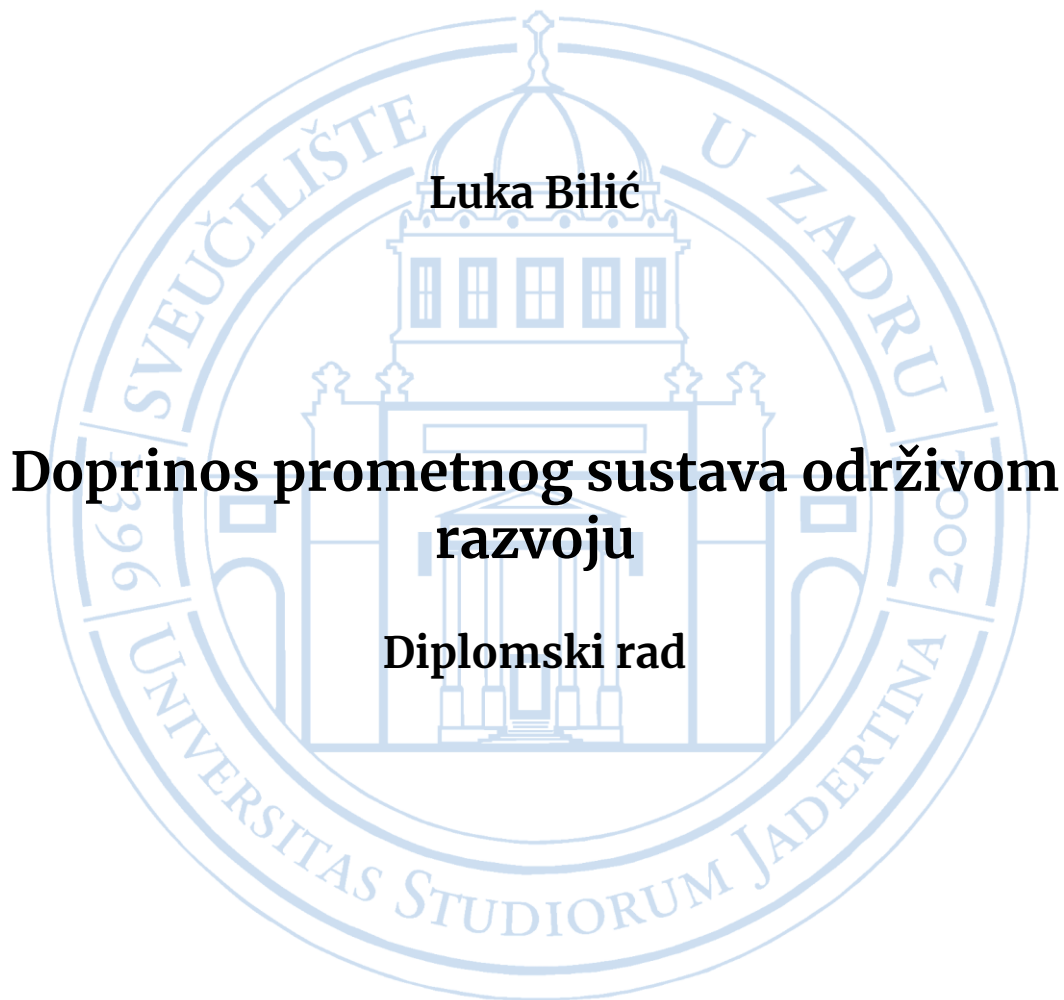 SVEUČILIŠTE U ZADRU
Luka Bilić
Doprinos prometnog sustava održivom
razvoju
1396
2002
Diplomski rad
UNIVERSITAS STUDIORUM JADERTINA